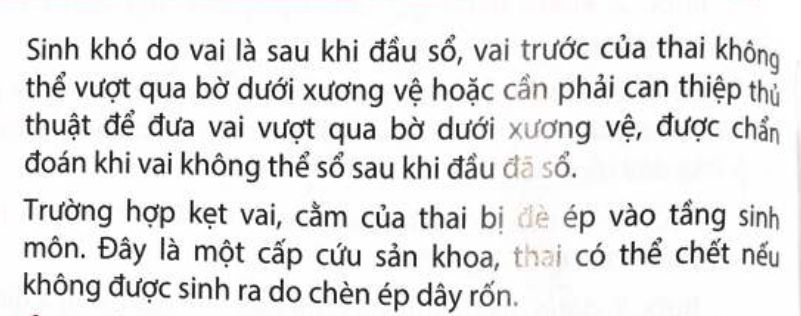 Sinh khó do vai là sau khi đầu sổ, vai trước của thai không
thể vượt qua bờ dưới xương vệ hoặc cần phải can thiệp thủ
thuật để đưa vai vượt qua bờ dưới xương vệ, được chẩn
đoán khi vai không thể sổ sau khi đầu đã sổ.
Trường hợp kẹt vai, cằm của thai bị đè ép vào tầng sinh
môn. Đây là một cấp cứu sản khoa, thai có thể chết nếu
không được sinh ra do chèn ép dây rốn.